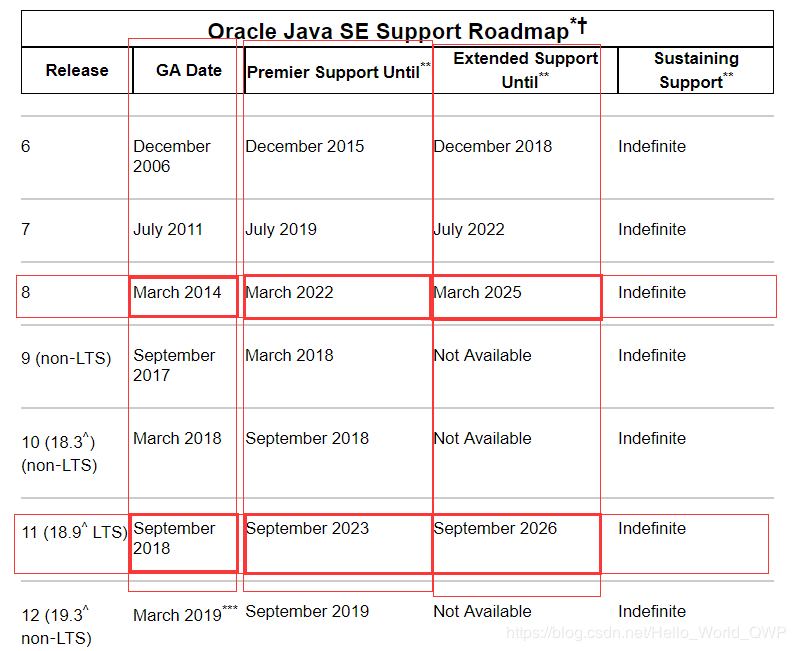 Oracle Java SE Support Roadmap*†
Release GA Date Premier Support Until** Extended Support Until** Sustaining Support**
6 December 2006 December 2015 December 2018 Indefinite
7 July 2011 July 2019 July 2022 Indefinite
8 March 2014 March 2022 March 2025 Indefinite
9 (non-LTS) September 2017 March 2018 Not Available Indefinite
10 (18.3^) (non-LTS) March 2018 September 2018 Not Available Indefinite
11 (18.9^ LTS) September 2018 September 2023 September 2026 Indefinite
12 (19.3^ non-LTS) March 2019*** September 2019 Not Available Indefinite
https://blog.csdn.net/Hello_World_QWP